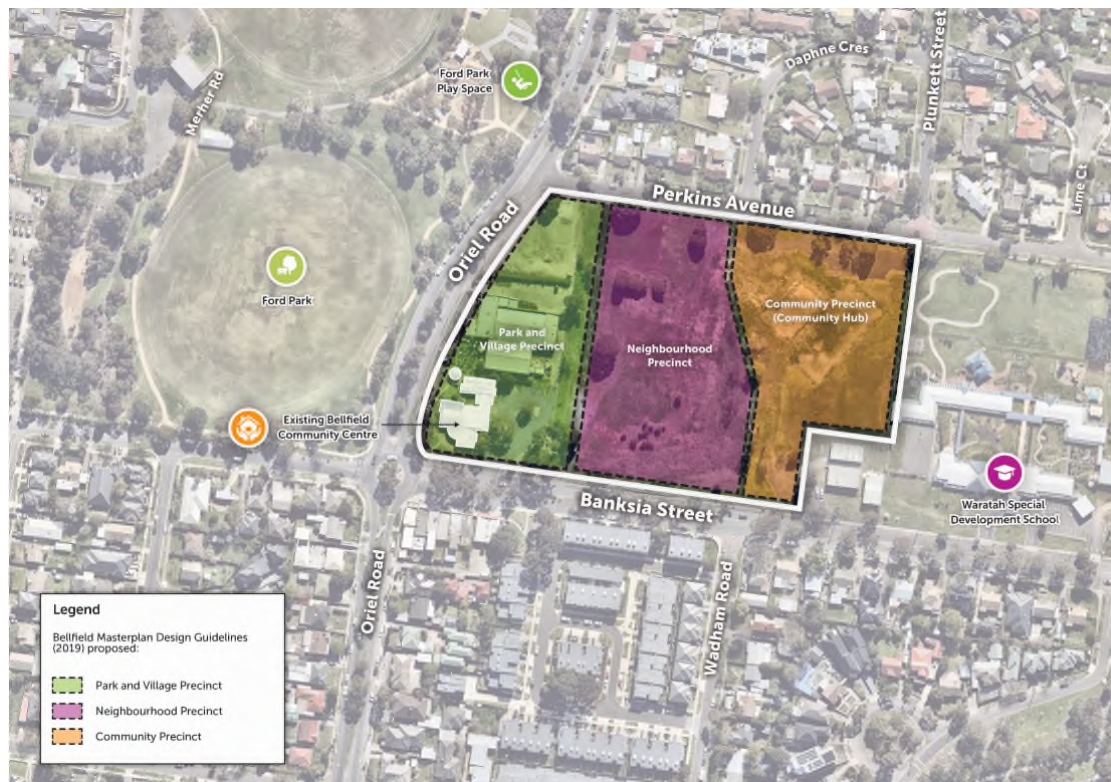 Ford Park
Play Space
Merher Rd
Daphne Cres
Plunkett Street
Lime Ct
Perkins Avenue
Oriel Road
Ford Park
Park and
Village Precinct
Neighbourhood
Precinct
Community Precinct
(Community Hub)
Existing Bellfield
Community Centre
Banksia Street
Waratah Special
Development School
Oriel Road
Wadham Road
Legend
Bellfield Masterplan Design Guidelines
(2019) proposed:
Park and Village Precinct
Neighbourhood Precinct
Community Precinct